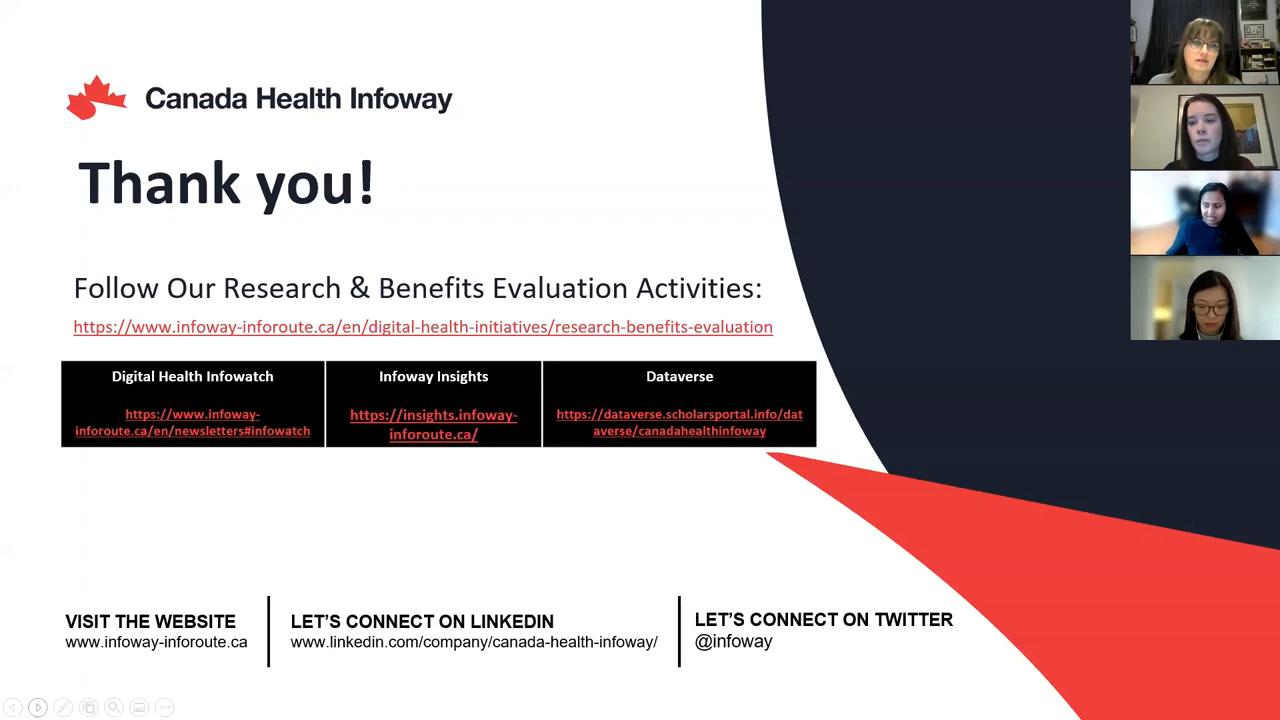 Canada Health Infoway
Thank you!
Follow Our Research & Benefits Evaluation Activities:
https://www.infoway-inforoute.ca/en/digital-health-initiatives/research-benefits-evaluation
Digital Health Infowatch
https://www.infoway-
inforoute.ca/en/newsletters#infowatch
Infoway Insights
https://insights.infoway-
inforoute.ca/
Dataverse
https://dataverse.scholarsportal.info/dat
averse/canadahealthinfoway
VISIT THE WEBSITE
www.infoway-inforoute.ca
LET'S CONNECT ON LINKEDIN
www.linkedin.com/company/canada-health-infoway/
LET'S CONNECT ON TWITTER
@infoway